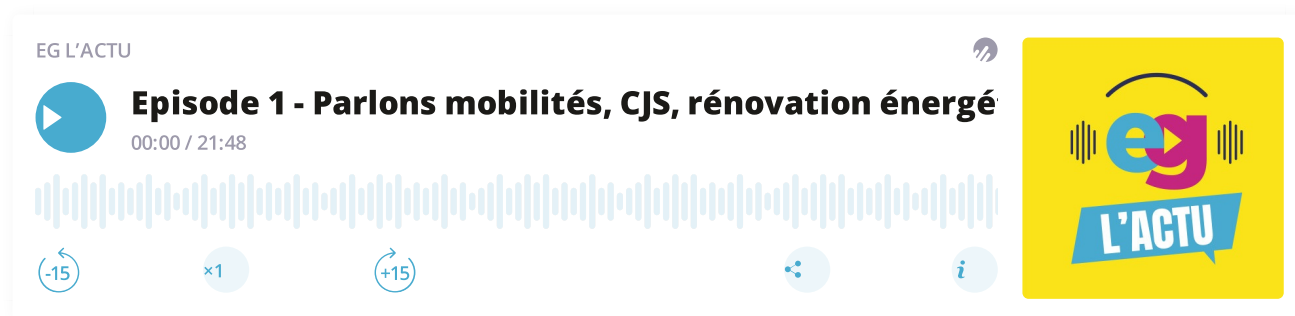 EG L’ACTU
Episode 1 - Parlons mobilités, CJS, rénovation énergé
00:00 / 21:48
-15
×1
+15
i
eg
L’ACTU